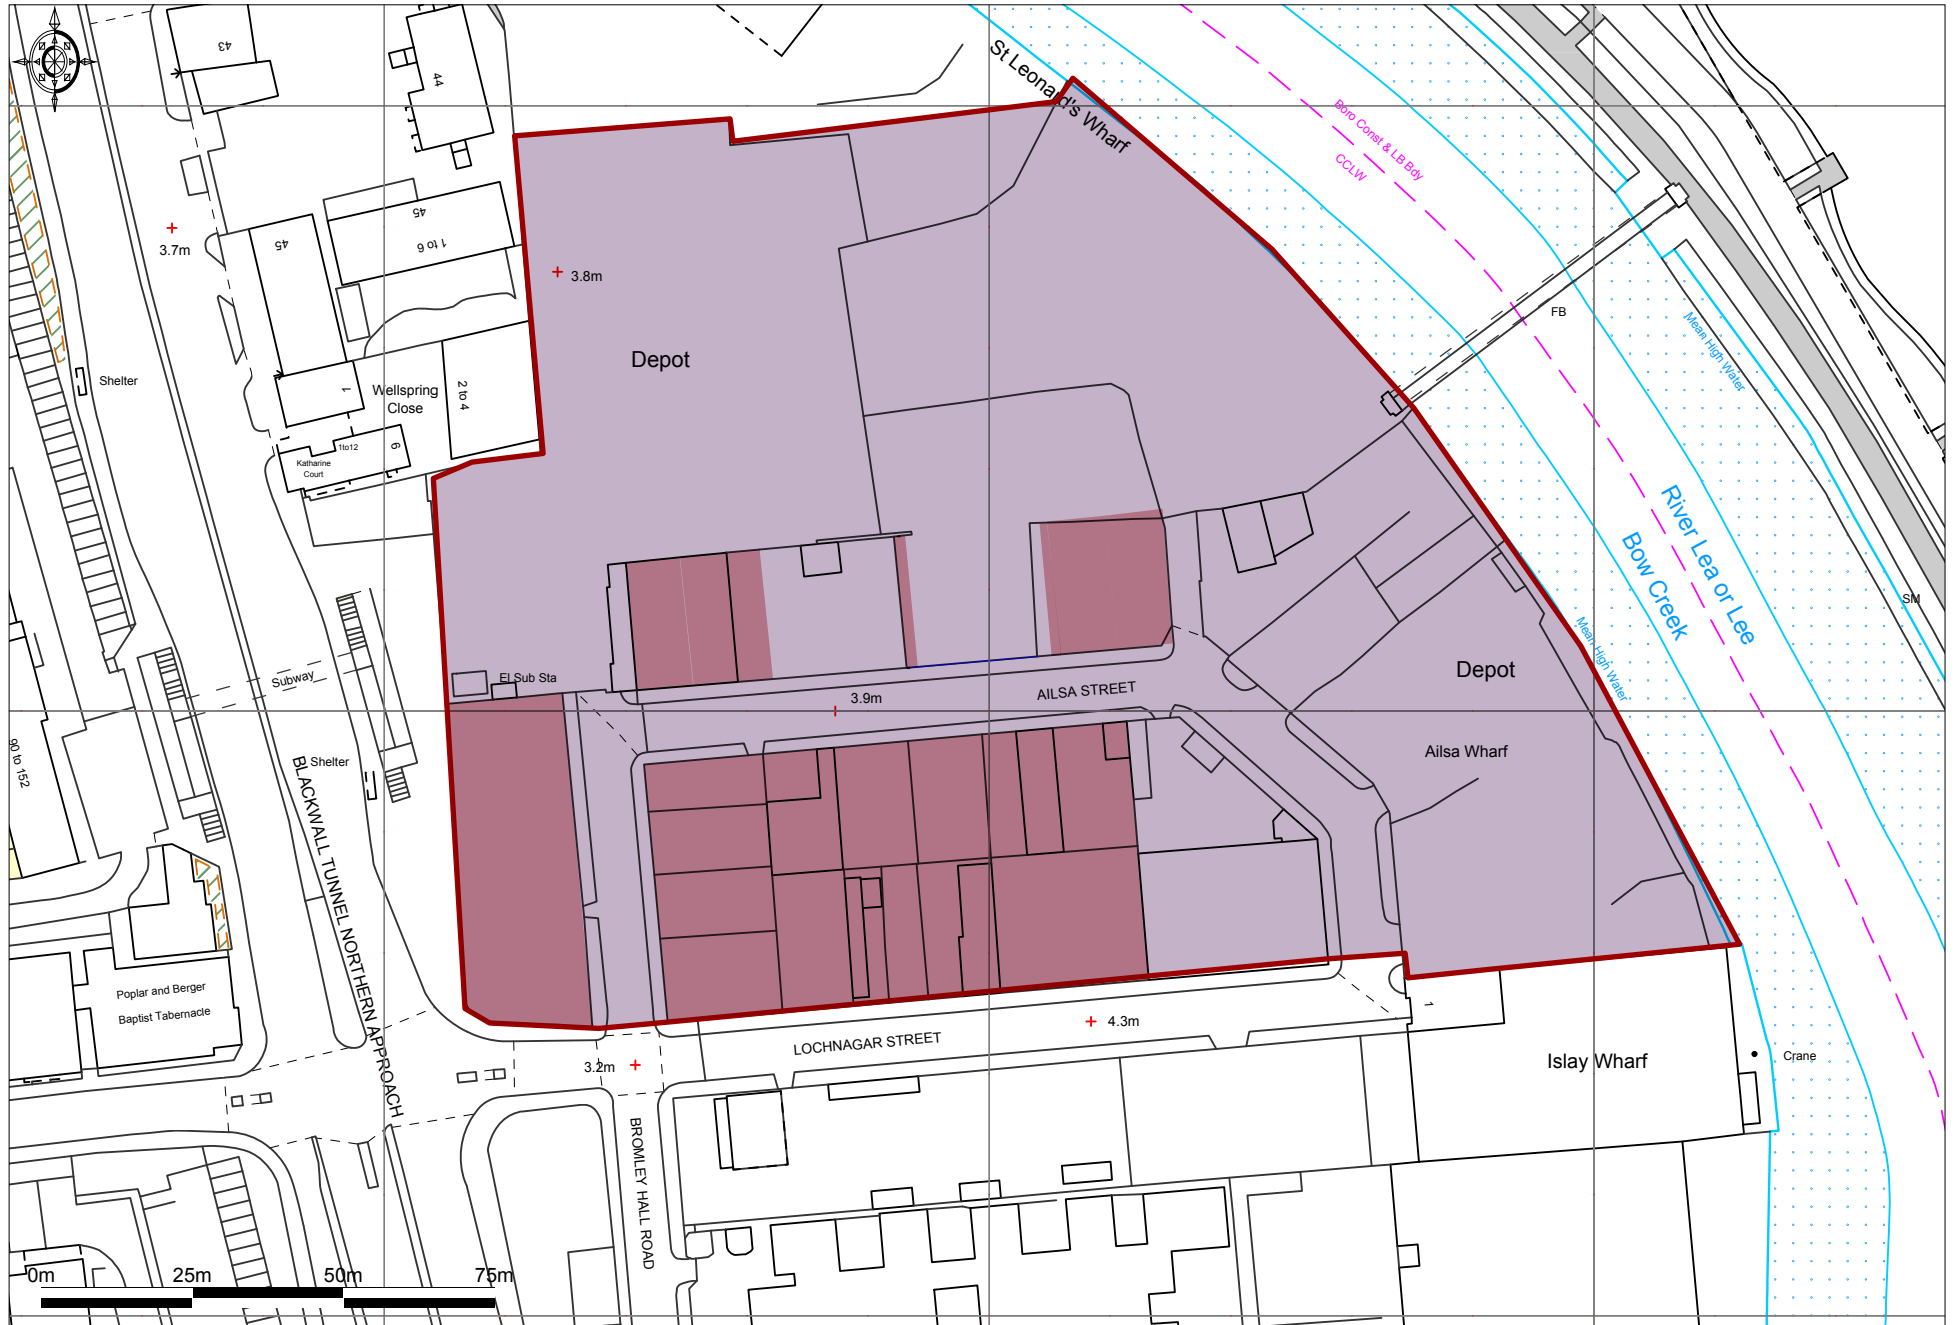 43
44
St Leonard's Wharf
Boro Const & LB Bdy
CCLW
45
1 to 6
45
3.7m
3.8m
FB
Mean High Water
Depot
Shelter
1
Wellspring
Close
2 to 4
1to12
6
Katharine
Court
River Lea or Lee
Bow Creek
SM
Mean High Water
Subway
El Sub Sta
3.9m
AILSA STREET
Depot
Ailsa Wharf
90 to 152
Shelter
BLACKWALL TUNNEL NORTHERN APPROACH
Poplar and Berger
Baptist Tabernacle
1
4.3m
LOCHNAGAR STREET
3.2m
Islay Wharf
Crane
BROMLEY HALL ROAD
0m 25m 50m 75m